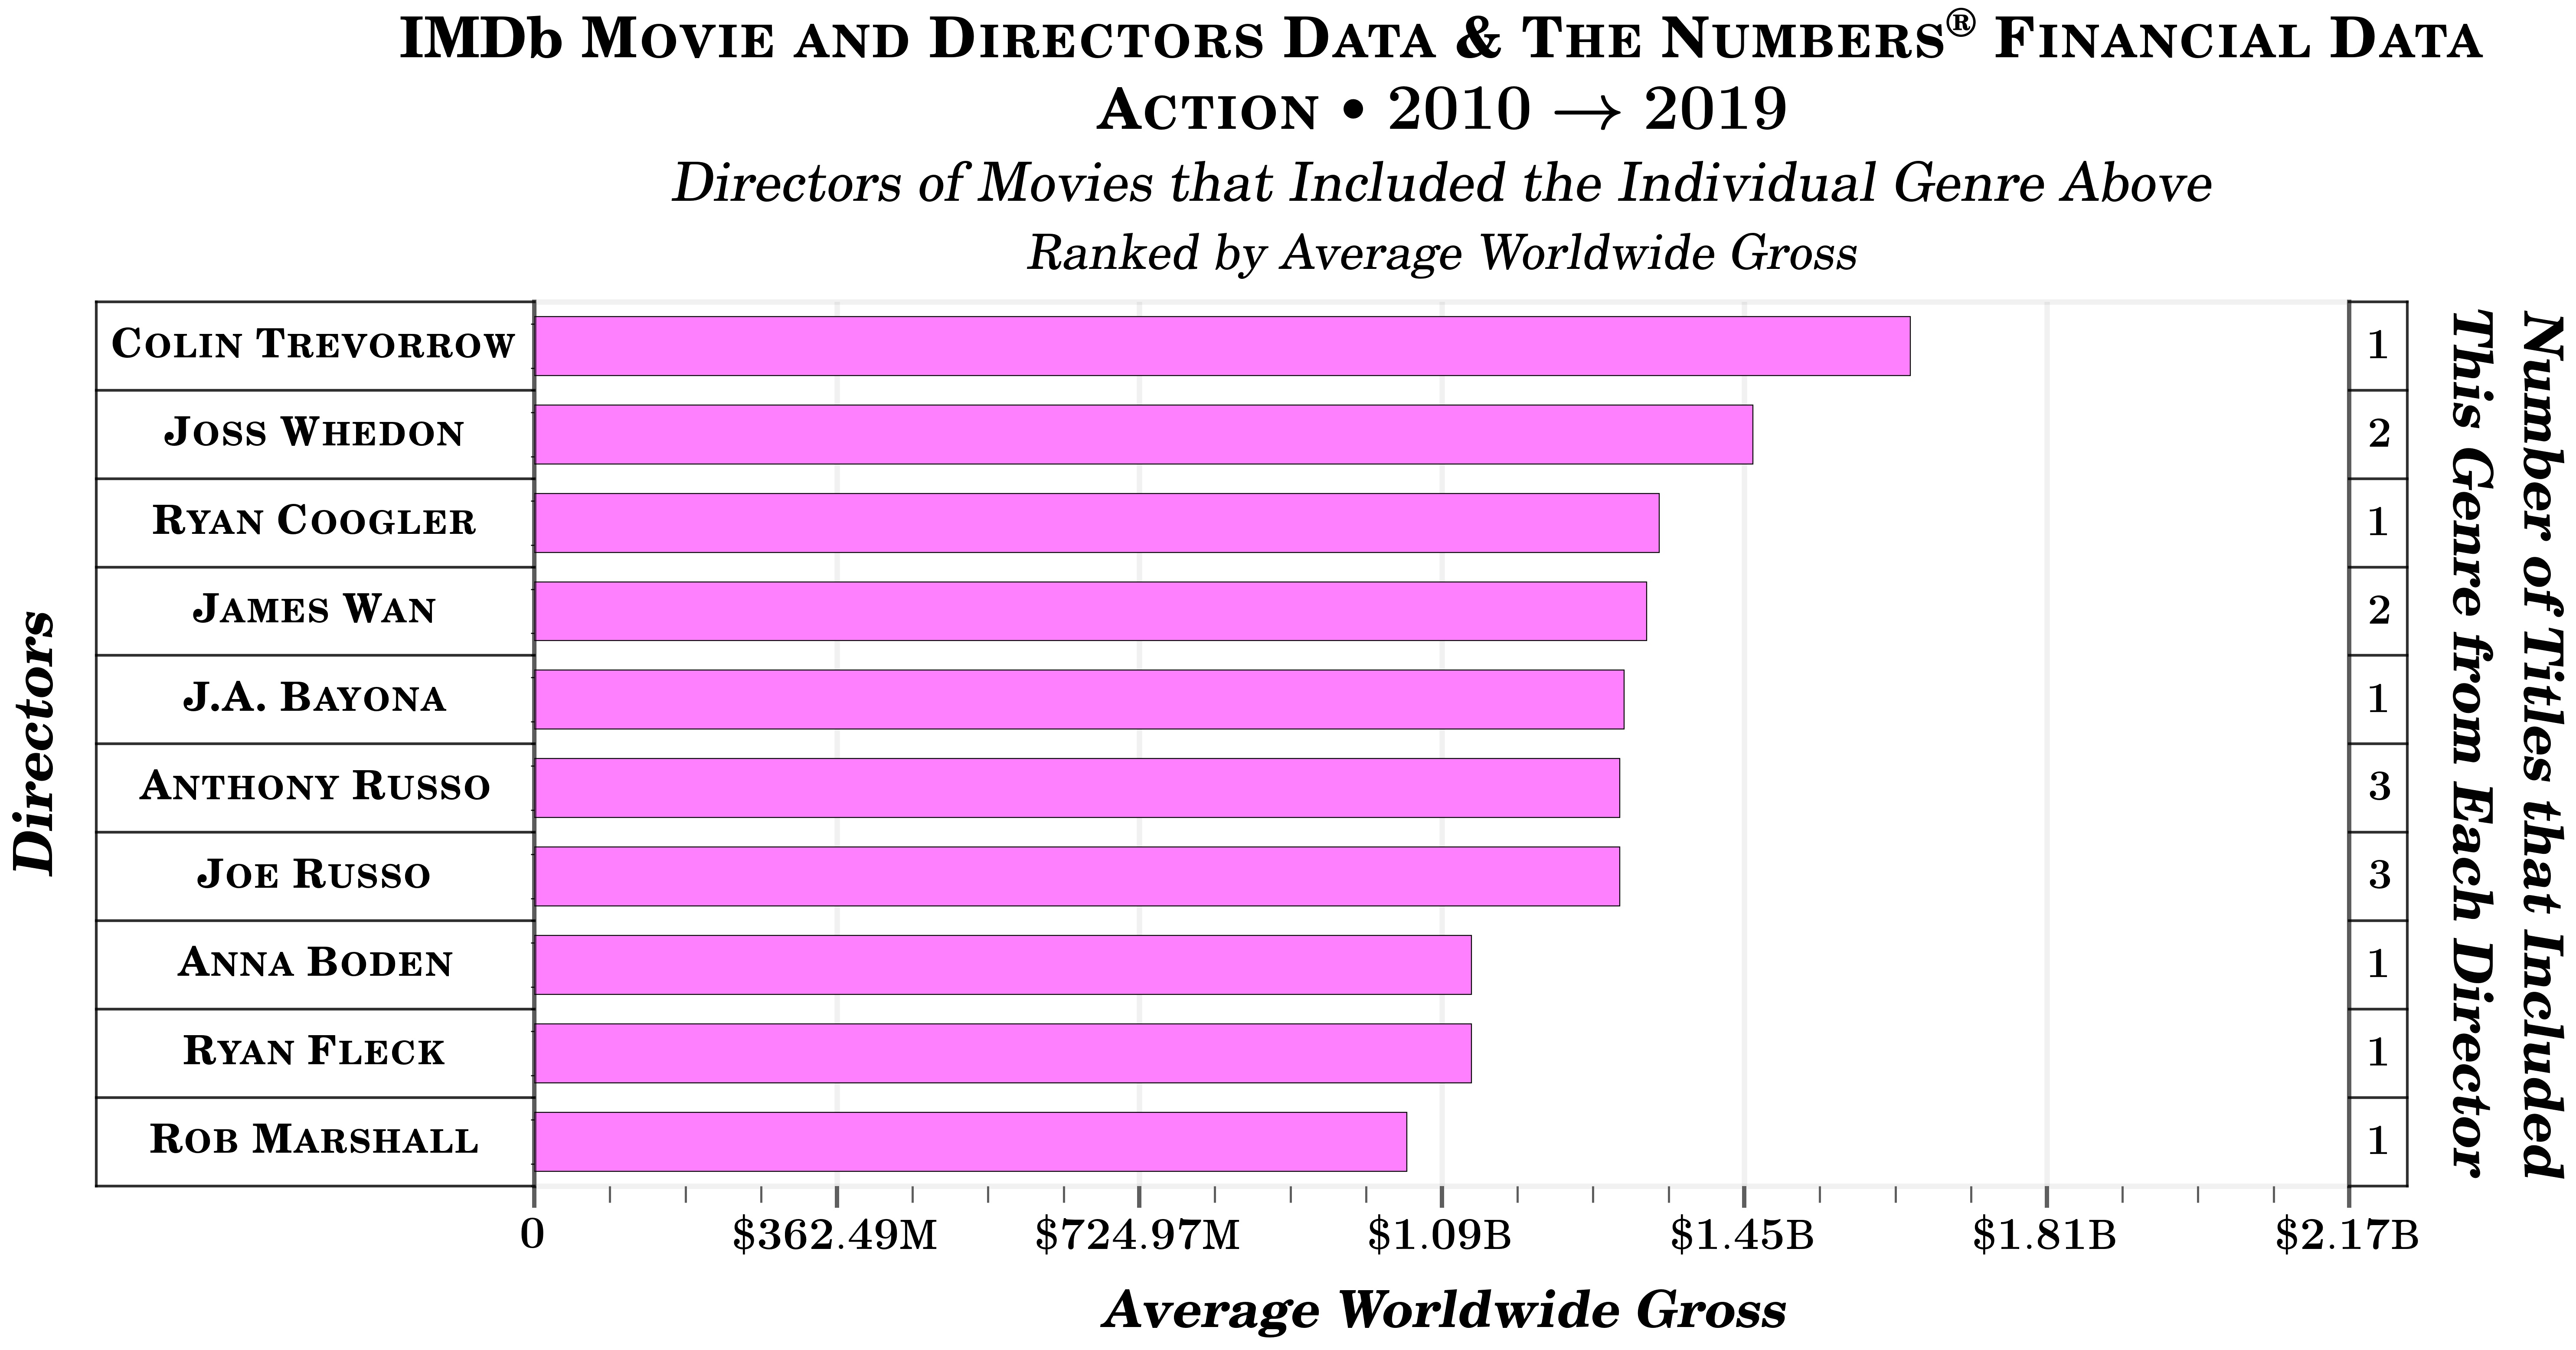 IMDb Movie and Directors Data & The Numbers® Financial Data
Action • 2010 → 2019
Directors of Movies that Included the Individual Genre Above
Ranked by Average Worldwide Gross
Directors
Colin Trevorrow 1
Joss Whedon 2
Ryan Coogler 1
James Wan 2
J.A. Bayona 1
Anthony Russo 3
Joe Russo 3
Anna Boden 1
Ryan Fleck 1
Rob Marshall 1
Number of Titles that Included
This Genre from Each Director
0 $362.49M $724.97M $1.09B $1.45B $1.81B $2.17B
Average Worldwide Gross